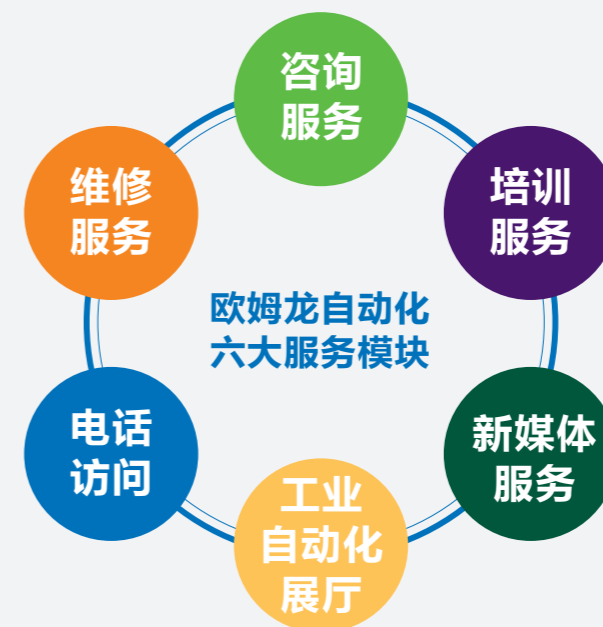 咨询
服务
维修
服务
培训
服务
欧姆龙自动化
六大服务模块
电话
访问
新媒体
服务
工业
自动化
展厅